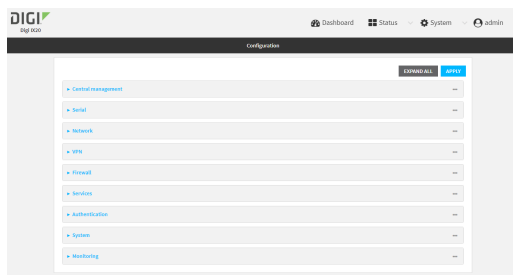 DIGI
Digi IX20
Dashboard
Status
System
admin
Configuration
EXPAND ALL
APPLY
Central management
Serial
Network
VPN
Firewall
Services
Authentication
System
Monitoring